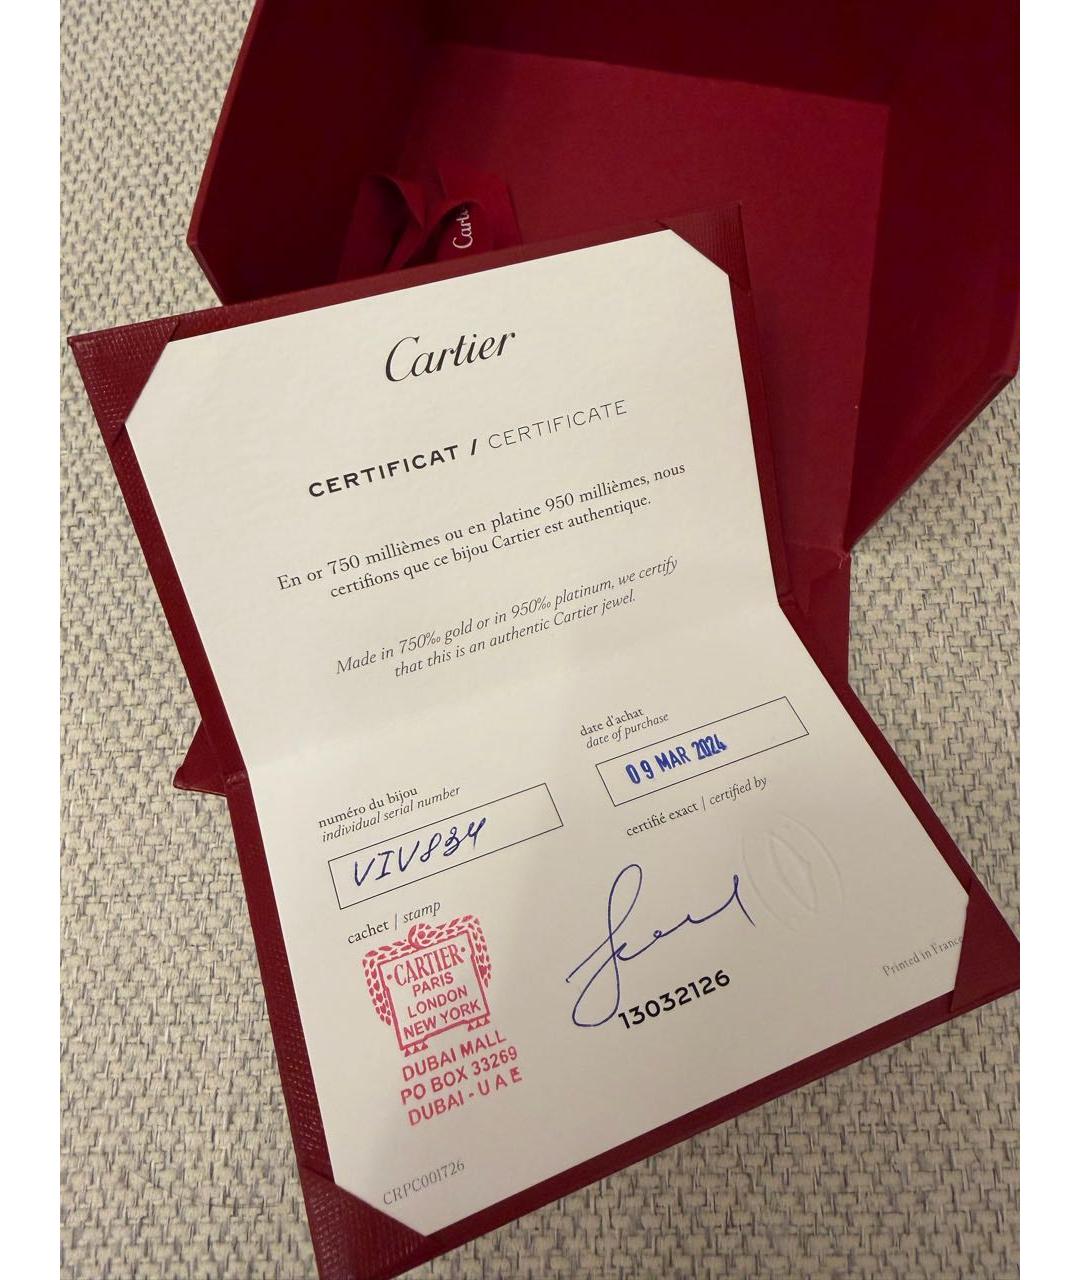 Cartier
CERTIFICAT / CERTIFICATE
En or 750 millièmes ou en platine 950 millièmes, nous
certifions que ce bijou Cartier est authentique.
Made in 750‰ gold or in 950‰ platinum, we certify
that this is an authentic Cartier jewel.
date d'achat
date of purchase
09 MAR 2024
numéro du bijou
individual serial number
VIV834
certifié exact | certified by
cachet | stamp
CARTIER
PARIS
LONDON
NEW YORK
DUBAI MALL
PO BOX 33269
DUBAI - U A E
13032126
Printed in France
CRPC001726